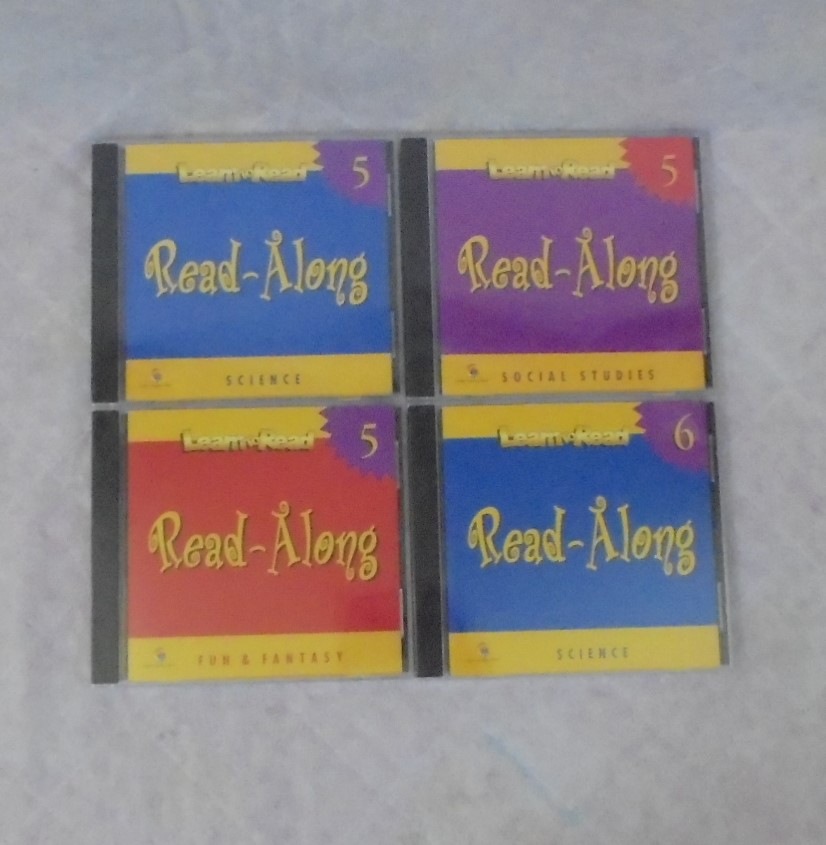 Learn to Read
5
Read-Along
SCIENCE
Learn to Read
5
Read-Along
SOCIAL STUDIES
Learn to Read
5
Read-Along
FUN & FANTASY
Learn to Read
6
Read-Along
SCIENCE